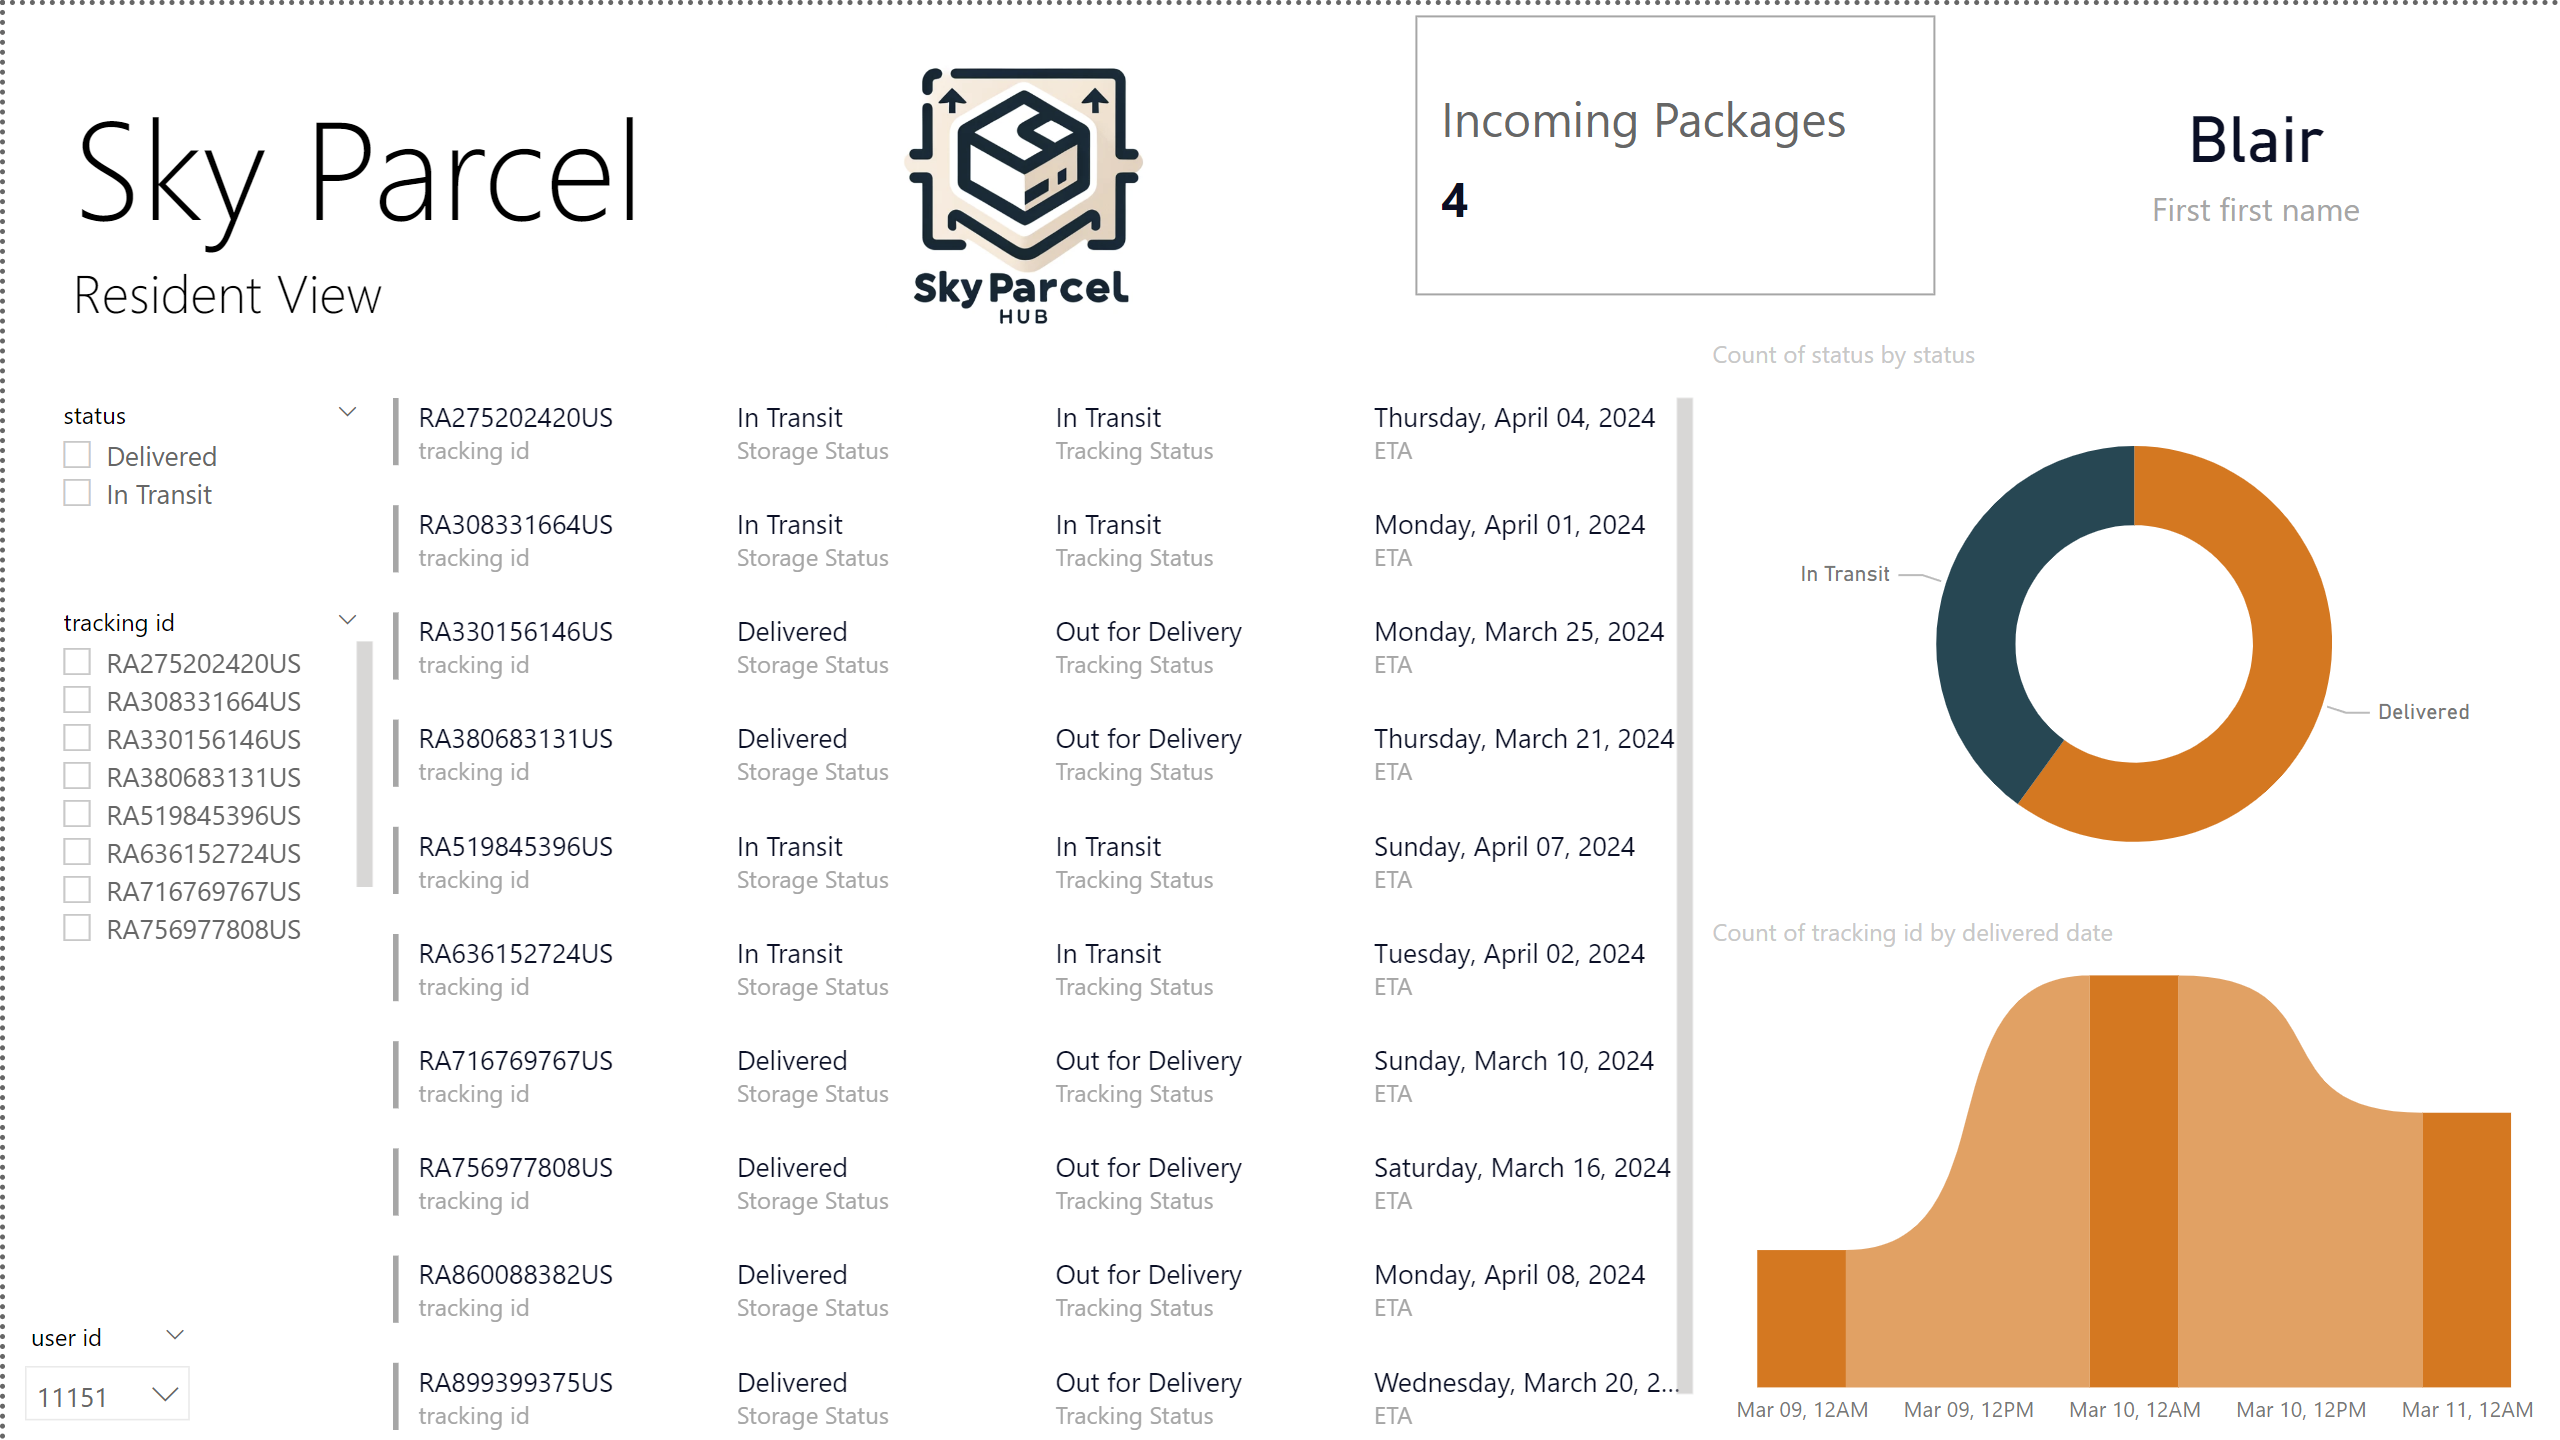 Sky Parcel
Resident View
Sky Parcel
HUB
Incoming Packages
4
Blair
First first name
status
Delivered
In Transit
tracking id
RA275202420US
RA308331664US
RA330156146US
RA380683131US
RA519845396US
RA636152724US
RA716769767US
RA756977808US
user id
11151
RA275202420US In Transit In Transit Thursday, April 04, 2024
tracking id Storage Status Tracking Status ETA
RA308331664US In Transit In Transit Monday, April 01, 2024
tracking id Storage Status Tracking Status ETA
RA330156146US Delivered Out for Delivery Monday, March 25, 2024
tracking id Storage Status Tracking Status ETA
RA380683131US Delivered Out for Delivery Thursday, March 21, 2024
tracking id Storage Status Tracking Status ETA
RA519845396US In Transit In Transit Sunday, April 07, 2024
tracking id Storage Status Tracking Status ETA
RA636152724US In Transit In Transit Tuesday, April 02, 2024
tracking id Storage Status Tracking Status ETA
RA716769767US Delivered Out for Delivery Sunday, March 10, 2024
tracking id Storage Status Tracking Status ETA
RA756977808US Delivered Out for Delivery Saturday, March 16, 2024
tracking id Storage Status Tracking Status ETA
RA860088382US Delivered Out for Delivery Monday, April 08, 2024
tracking id Storage Status Tracking Status ETA
RA899399375US Delivered Out for Delivery Wednesday, March 20, 2...
tracking id Storage Status Tracking Status ETA
Count of status by status
In Transit
Delivered
Count of tracking id by delivered date
Mar 09, 12AM Mar 09, 12PM Mar 10, 12AM Mar 10, 12PM Mar 11, 12AM